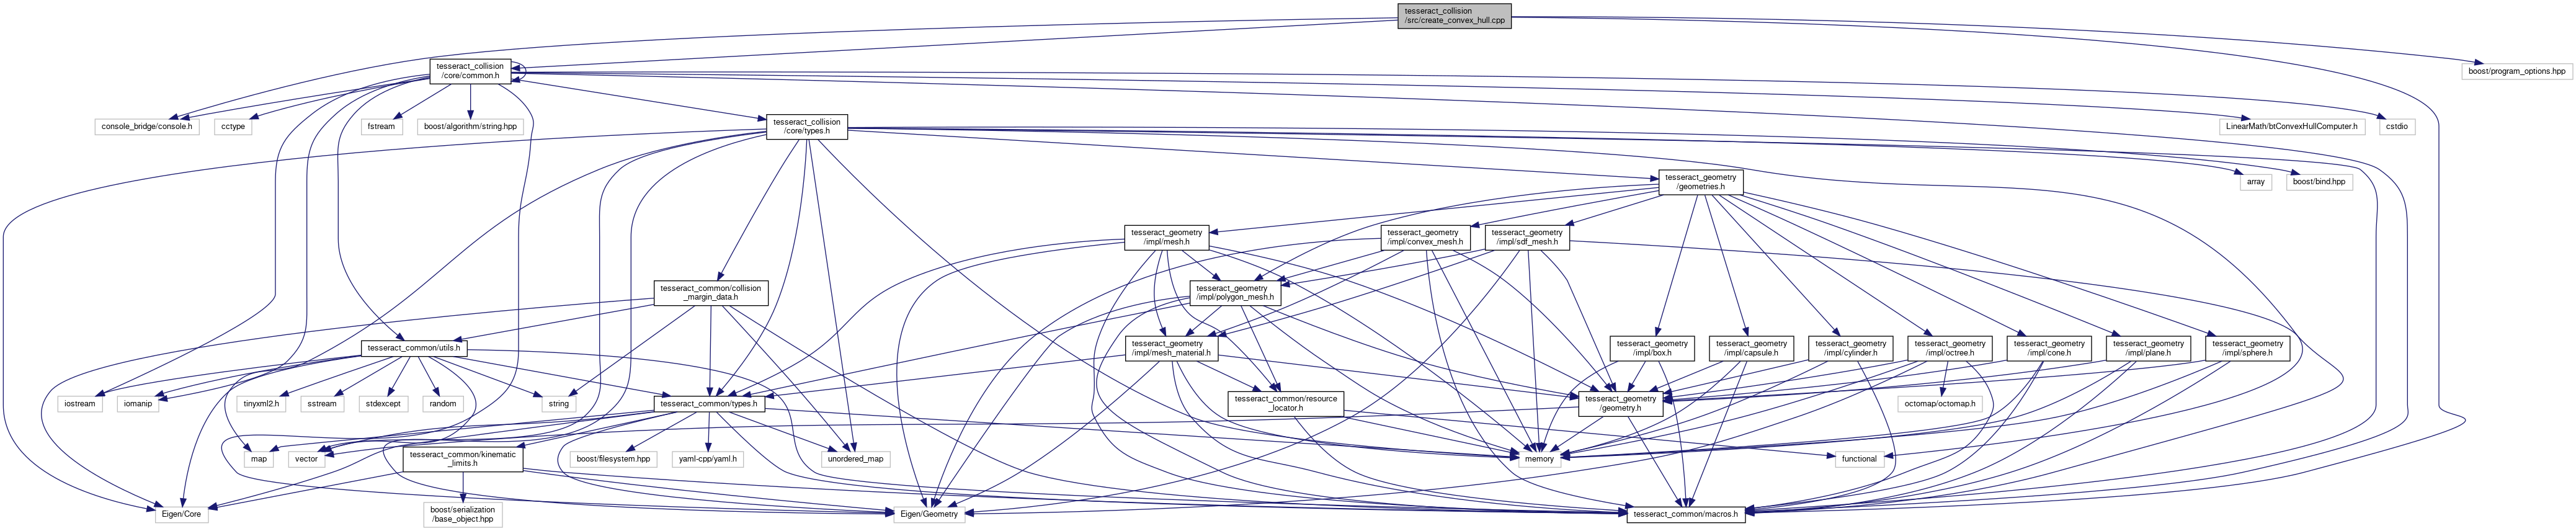 tesseract_collision
/src/create_convex_hull.cpp
tesseract_collision
/core/common.h
boost/program_options.hpp
console_bridge/console.h
cctype
fstream
boost/algorithm/string.hpp
tesseract_collision
/core/types.h
LinearMath/btConvexHullComputer.h
cstdio
tesseract_geometry
/geometries.h
array
boost/bind.hpp
tesseract_geometry
/impl/mesh.h
tesseract_geometry
/impl/convex_mesh.h
tesseract_geometry
/impl/sdf_mesh.h
tesseract_common/collision
_margin_data.h
tesseract_geometry
/impl/polygon_mesh.h
tesseract_common/utils.h
tesseract_geometry
/impl/mesh_material.h
tesseract_geometry
/impl/box.h
tesseract_geometry
/impl/capsule.h
tesseract_geometry
/impl/cylinder.h
tesseract_geometry
/impl/octree.h
tesseract_geometry
/impl/cone.h
tesseract_geometry
/impl/plane.h
tesseract_geometry
/impl/sphere.h
iostream
iomanip
tinyxml2.h
sstream
stdexcept
random
string
tesseract_common/types.h
tesseract_common/resource
_locator.h
tesseract_geometry
/geometry.h
octomap/octomap.h
map
vector
tesseract_common/kinematic
_limits.h
boost/filesystem.hpp
yaml-cpp/yaml.h
unordered_map
memory
functional
Eigen/Core
boost/serialization
/base_object.hpp
Eigen/Geometry
tesseract_common/macros.h